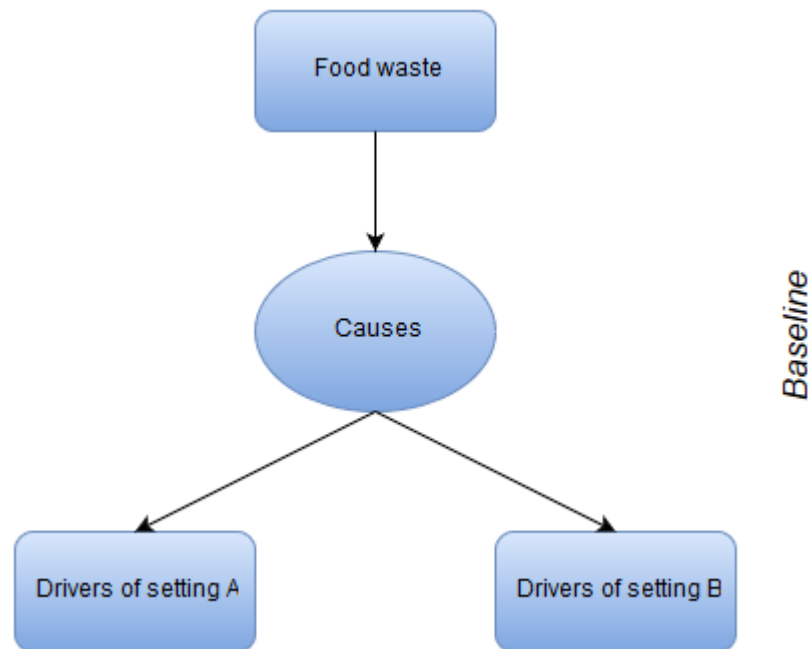 Food waste
Causes
Baseline
Drivers of setting A
Drivers of setting B